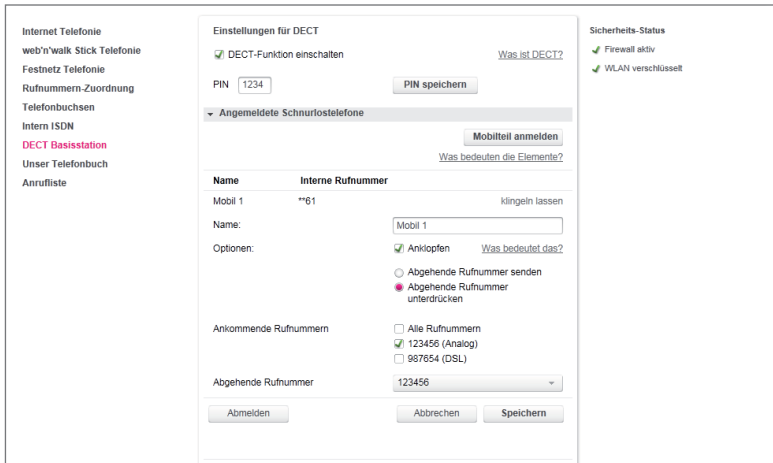 Internet Telefonie
web'n'walk Stick Telefonie
Festnetz Telefonie
Rufnummern-Zuordnung
Telefonbuchsen
Intern ISDN
DECT Basisstation
Unser Telefonbuch
Anrufliste
Einstellungen für DECT
DECT-Funktion einschalten Was ist DECT?
PIN 1234 PIN speichern
Angemeldete Schnurlostelefone
Mobilteil anmelden
Was bedeuten die Elemente?
Name Interne Rufnummer
Mobil 1 **61 klingeln lassen
Name: Mobil 1
Optionen: Anklopfen Was bedeutet das?
Abgehende Rufnummer senden
Abgehende Rufnummer
unterdrücken
Ankommende Rufnummern Alle Rufnummern
123456 (Analog)
987654 (DSL)
Abgehende Rufnummer 123456
Abmelden Abbrechen Speichern
Sicherheits-Status
Firewall aktiv
WLAN verschlüsselt